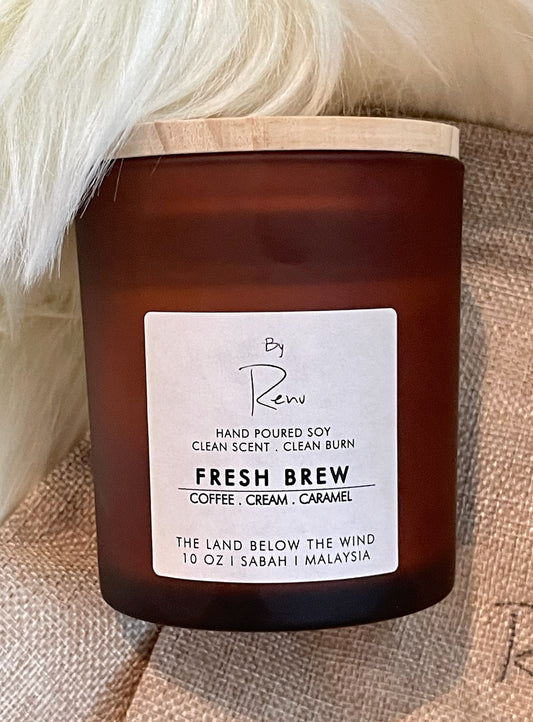 By
Renu
HAND POURED SOY
CLEAN SCENT . CLEAN BURN
FRESH BREW
COFFEE . CREAM . CARAMEL
THE LAND BELOW THE WIND
10 OZ I SABAH I MALAYSIA